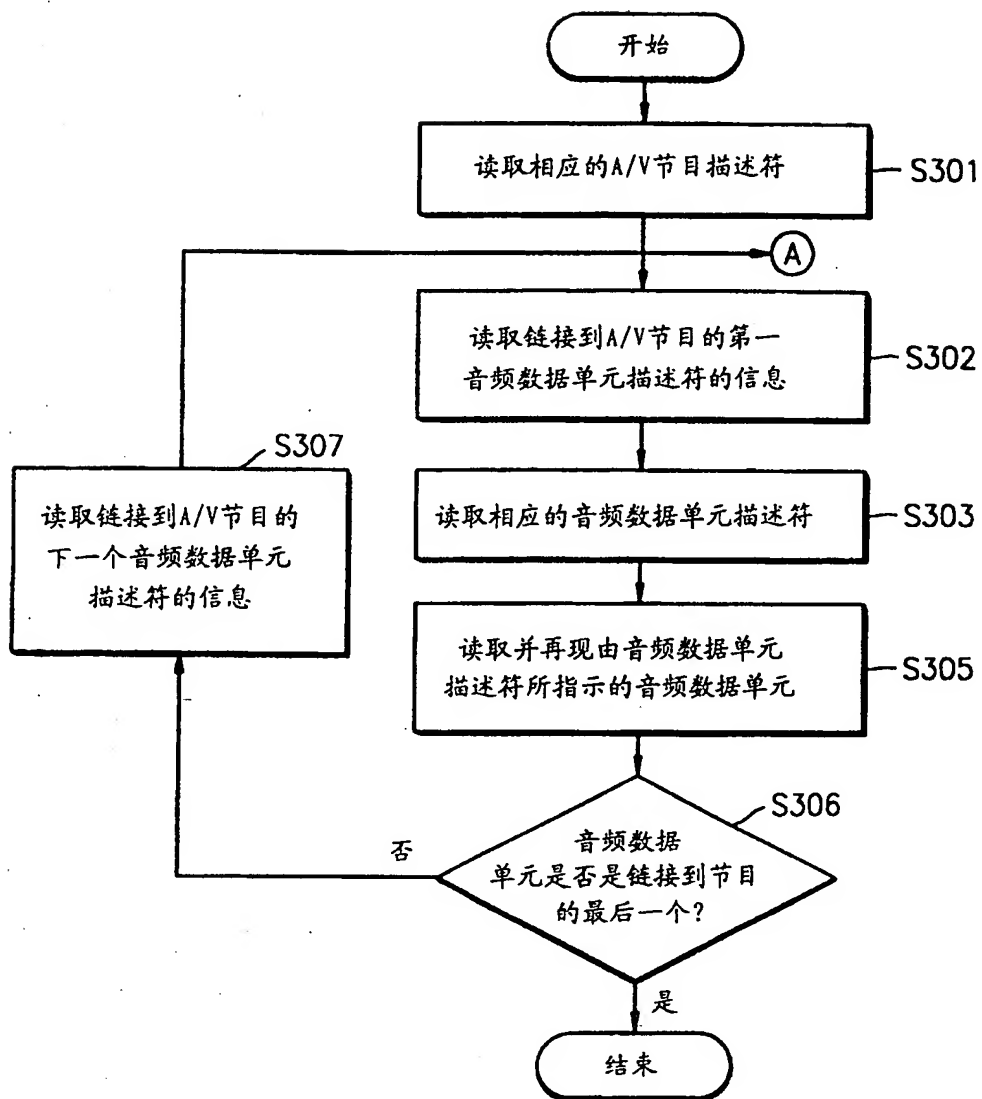 开始
读取相应的A/V节目描述符
S301
A
读取链接到A/V节目的第一
音频数据单元描述符的信息
S302
S307
读取链接到A/V节目的
下一个音频数据单元
描述符的信息
读取相应的音频数据单元描述符
S303
读取并再现由音频数据单元
描述符所指示的音频数据单元
S305
S306
音频数据
单元是否是链接到节目
的最后一个?
否
是
结束